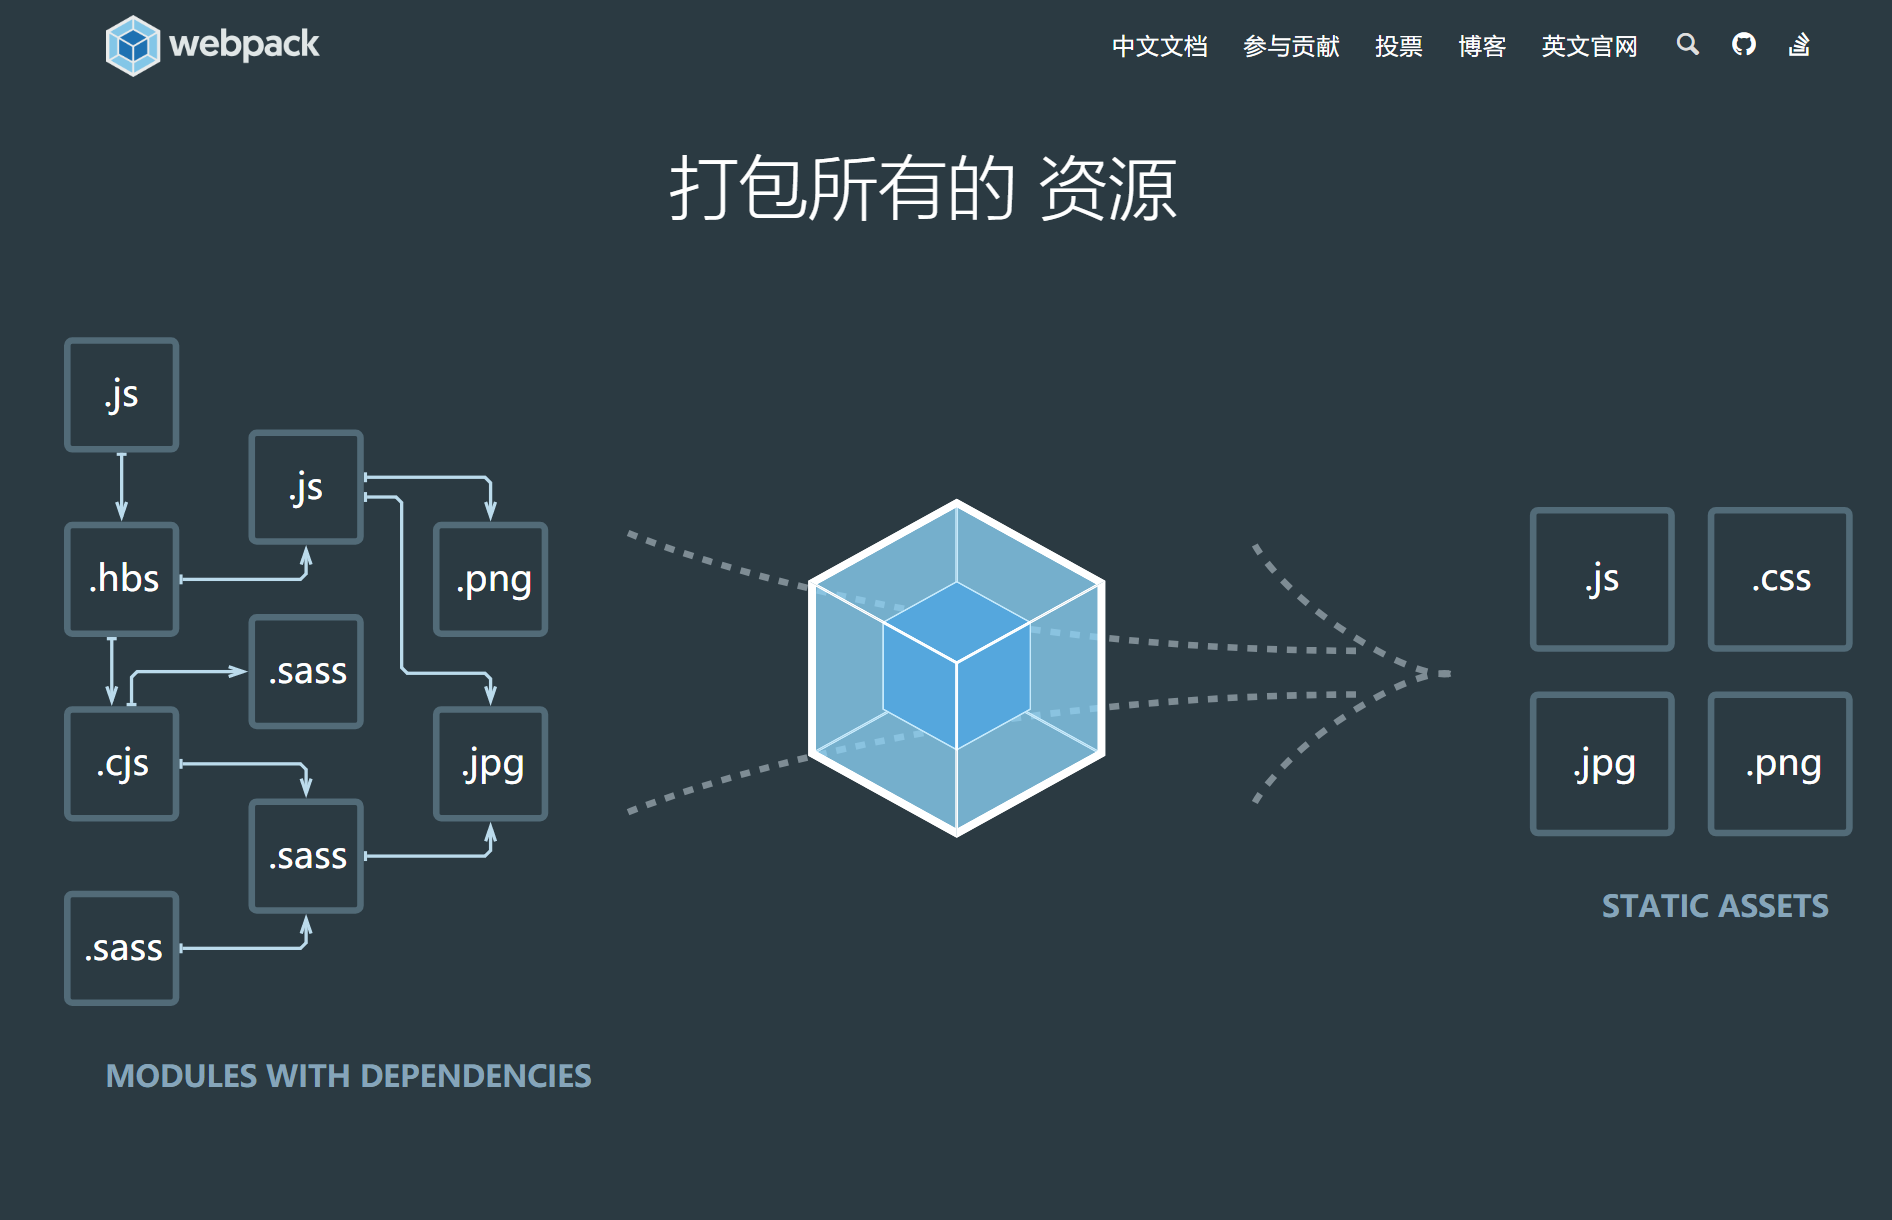 webpack
中文文档 参与贡献 投票 博客 英文官网
打包所有的 资源
.js
.js
.hbs
.png
.sass
.cjs
.jpg
.sass
.sass
MODULES WITH DEPENDENCIES
.js .css
.jpg .png
STATIC ASSETS